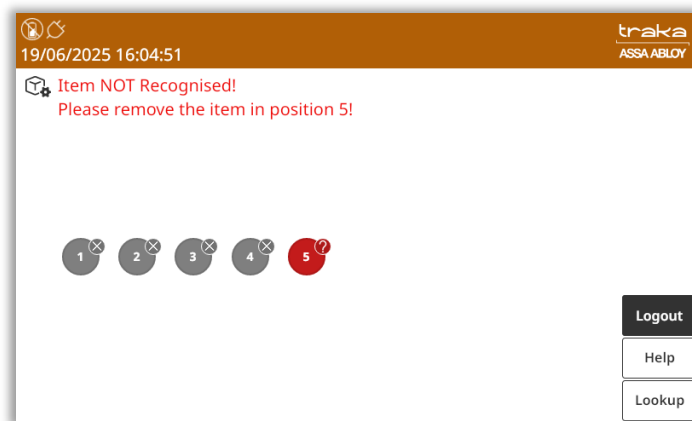 19/06/2025 16:04:51
traka
ASSA ABLOY
Item NOT Recognised!
Please remove the item in position 5!
1 2 3 4 5 ?
Logout
Help
Lookup